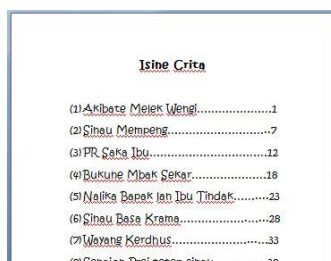 Isine Crita
(1) Akibate Melek Wengi......................1
(2) Sinau Mempeng............................7
(3) PR Saka Ibu.................................12
(4) Bukune Mbak Sekar......................18
(5) Nalika Bapak lan Ibu Tindak..........23
(6) Sinau Basa Krama.........................28
(7) Wayang Kerdhus...........................33